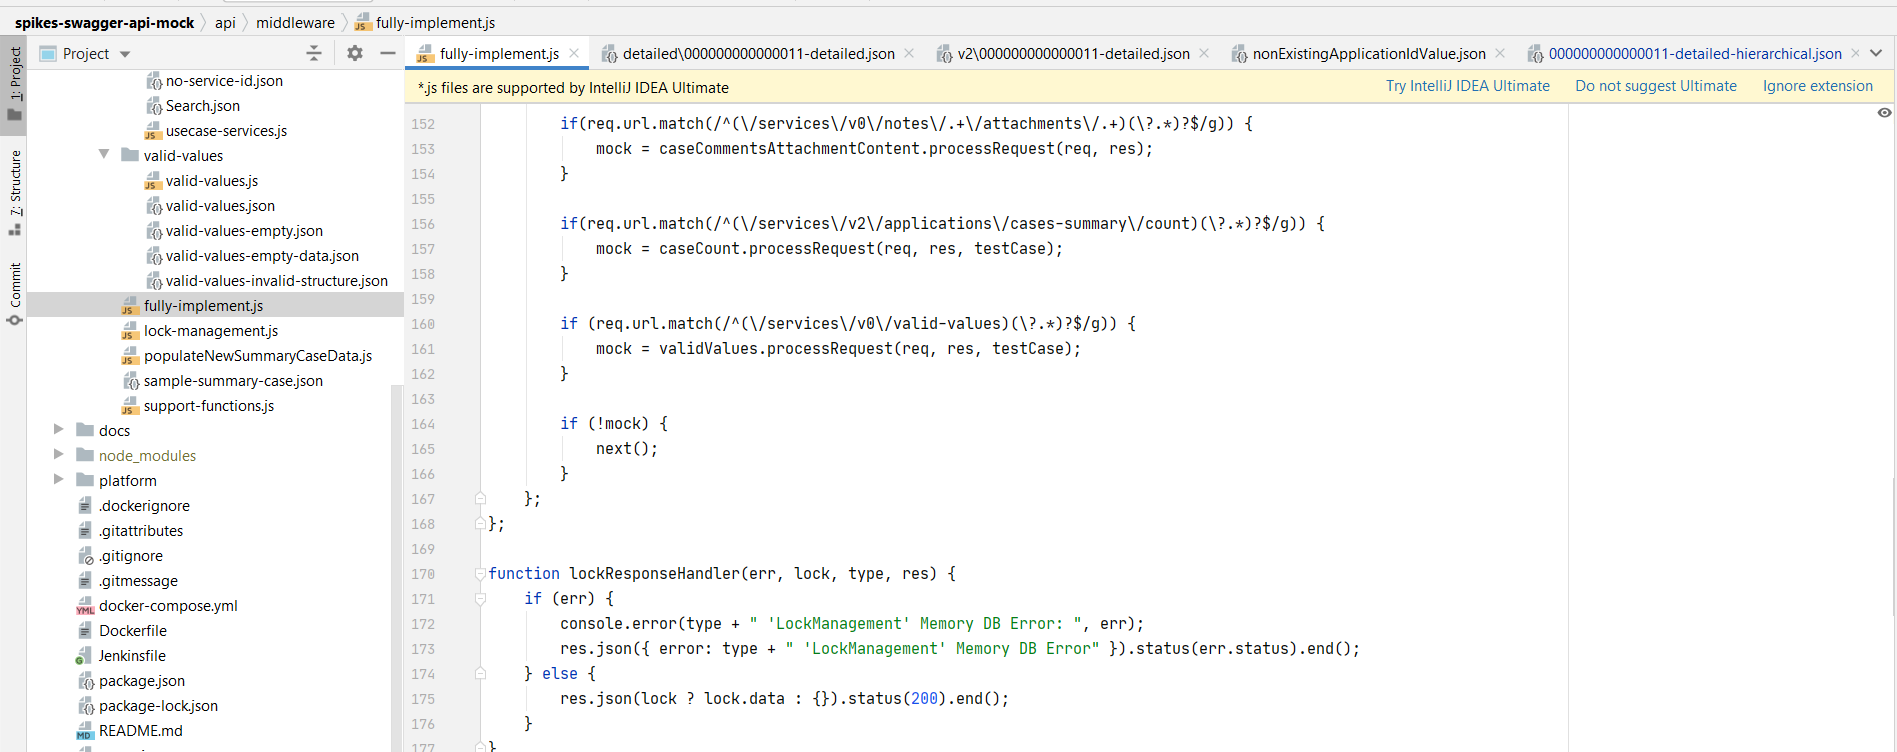 spikes-swagger-api-mock api middleware fully-implement.js
Project
fully-implement.js detailed\000000000000011-detailed.json v2\000000000000011-detailed.json nonExistingApplicationIdValue.json 000000000000011-detailed-hierarchical.json
*.js files are supported by IntelliJ IDEA Ultimate Try IntelliJ IDEA Ultimate Do not suggest Ultimate Ignore extension
1: Project
7: Structure
Commit
no-service-id.json
Search.json
usecase-services.js
valid-values
valid-values.js
valid-values.json
valid-values-empty.json
valid-values-empty-data.json
valid-values-invalid-structure.json
fully-implement.js
lock-management.js
populateNewSummaryCaseData.js
sample-summary-case.json
support-functions.js
docs
node_modules
platform
.dockerignore
.gitattributes
.gitignore
.gitmessage
docker-compose.yml
Dockerfile
Jenkinsfile
package.json
package-lock.json
README.md
152 if(req.url.match(/^(\/services\/v0\/notes\/.+\/attachments\/.+)(\?.*)?$/g)) {
153 mock = caseCommentsAttachmentContent.processRequest(req, res);
154 }
155
156 if(req.url.match(/^(\/services\/v2\/applications\/cases-summary\/count)(\?.*)?$/g)) {
157 mock = caseCount.processRequest(req, res, testCase);
158 }
159
160 if (req.url.match(/^(\/services\/v0\/valid-values)(\?.*)?$/g)) {
161 mock = validValues.processRequest(req, res, testCase);
162 }
163
164 if (!mock) {
165 next();
166 }
167 };
168 };
169
170 function lockResponseHandler(err, lock, type, res) {
171 if (err) {
172 console.error(type + " 'LockManagement' Memory DB Error: ", err);
173 res.json({ error: type + " 'LockManagement' Memory DB Error" }).status(err.status).end();
174 } else {
175 res.json(lock ? lock.data : {}).status(200).end();
176 }
177 }